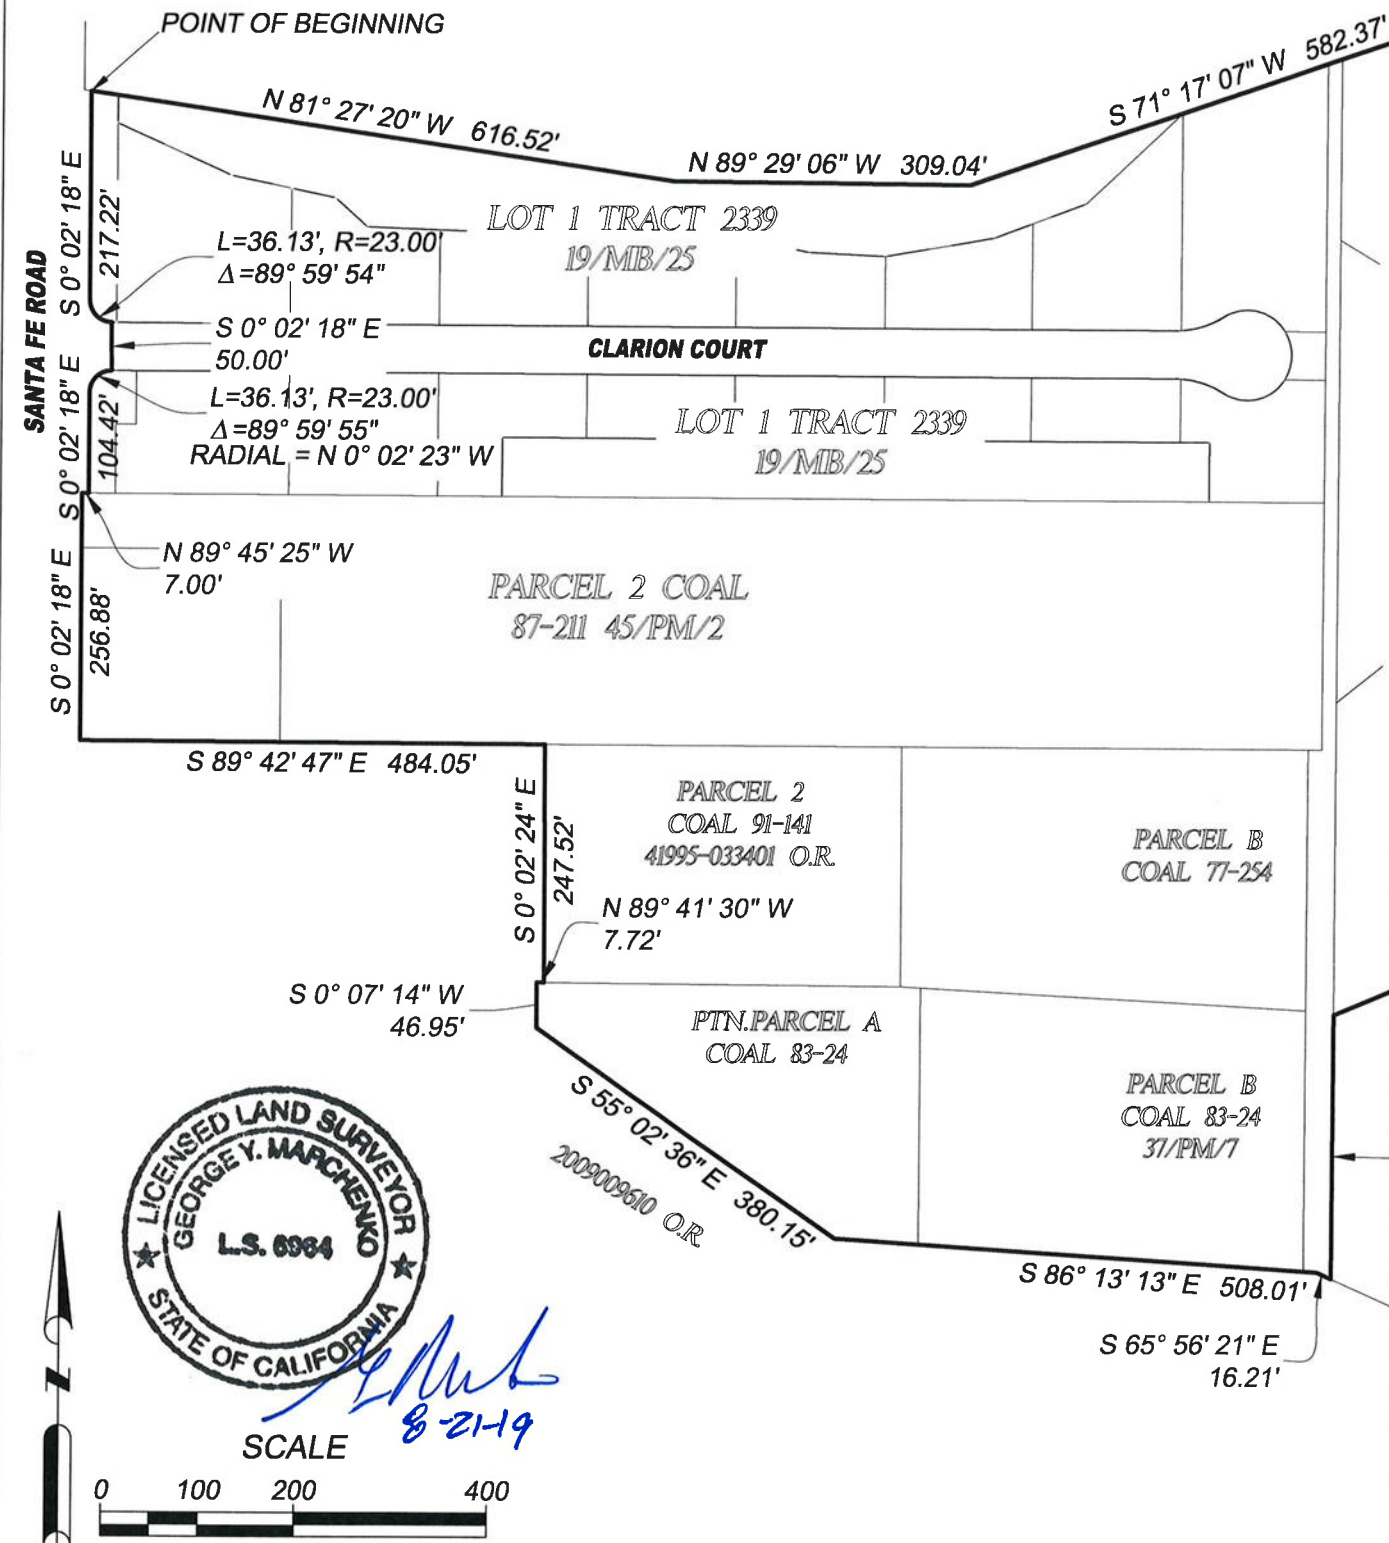 POINT OF BEGINNING
N 81° 27' 20" W 616.52'
N 89° 29' 06" W 309.04'
S 71° 17' 07" W 582.37'
SANTA FE ROAD
S 0° 02' 18" E
217.22'
L=36.13', R=23.00'
Δ=89° 59' 54"
LOT 1 TRACT 2339
19/MB/25
S 0° 02' 18" E
50.00'
CLARION COURT
S 0° 02' 18" E
104.42'
L=36.13', R=23.00'
Δ=89° 59' 55"
RADIAL = N 0° 02' 23" W
LOT 1 TRACT 2339
19/MB/25
N 89° 45' 25" W
7.00'
S 0° 02' 18" E
256.88'
PARCEL 2 COAL
87-211 45/PM/2
S 89° 42' 47" E 484.05'
S 0° 02' 24" E
247.52'
PARCEL 2
COAL 91-141
41995-033401 O.R.
PARCEL B
COAL 77-254
N 89° 41' 30" W
7.72'
S 0° 07' 14" W
46.95'
PTN.PARCEL A
COAL 83-24
PARCEL B
COAL 83-24
37/PM/7
S 55° 02' 36" E 380.15'
2009009610 O.R.
S 86° 13' 13" E 508.01'
S 65° 56' 21" E
16.21'
LICENSED LAND SURVEYOR
GEORGE Y. MARCHENKO
L.S. 6964
STATE OF CALIFORNIA
8-21-19
N
SCALE
0 100 200 400